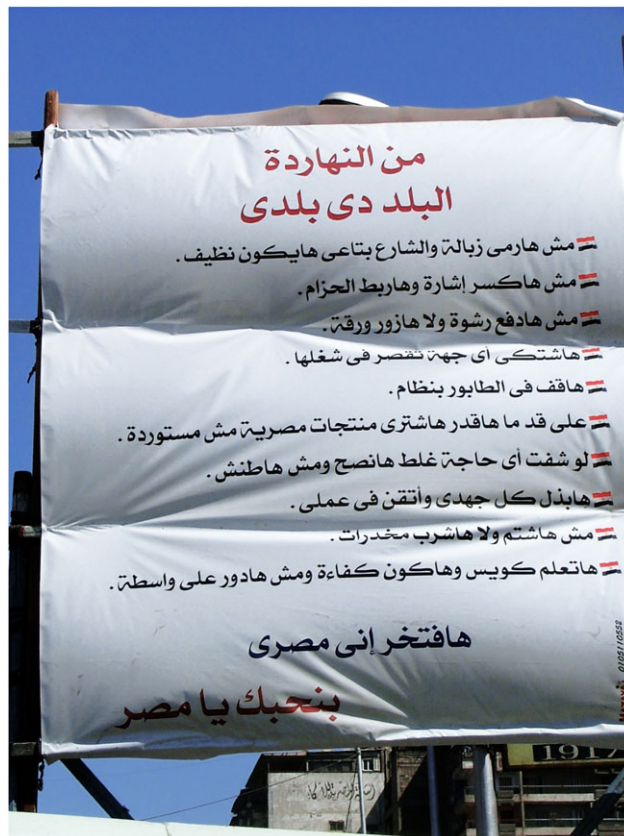 من النهاردة
البلد دى بلدى
مش هارمى زبالة والشارع بتاعى هايكون نظيف .
مش هاكسر إشارة وهاربط الحزام .
مش هادفع رشوة ولا هازور ورقة .
هاشتكى أى جهة تقصر فى شغلها .
هاقف فى الطابور بنظام .
على قد ما هاقدر هاشترى منتجات مصرية مش مستوردة .
لو شفت أى حاجة غلط هانصح ومش هاطنش .
هابذل كل جهدى وأتقن فى عملى .
مش هاشتم ولا هاشرب مخدرات .
هاتعلم كويس وهاكون كفاءة ومش هادور على واسطة .
هافتخر إنى مصرى
بنحبك يا مصر
0105110552
1917